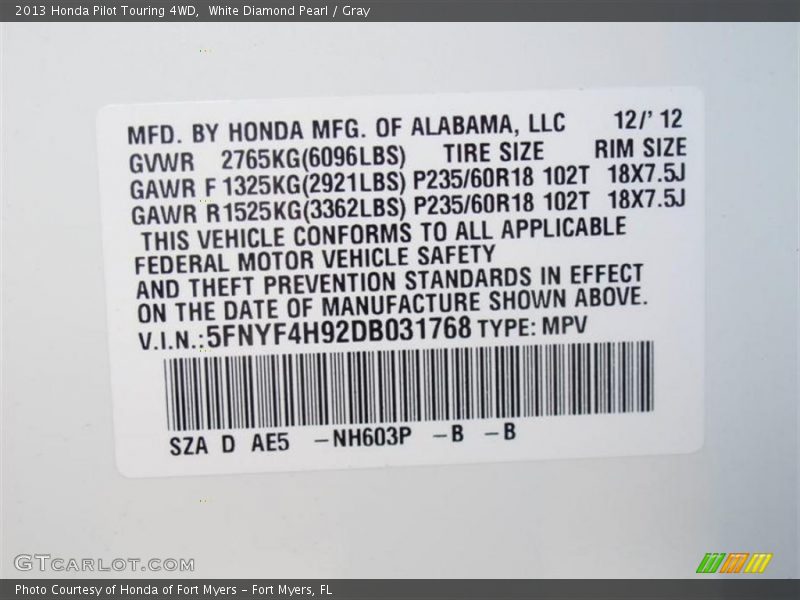 2013 Honda Pilot Touring 4WD,  White Diamond Pearl / Gray
MFD. BY HONDA MFG. OF ALABAMA, LLC 12/' 12
GVWR 2765KG(6096LBS) TIRE SIZE RIM SIZE
GAWR F 1325KG(2921LBS) P235/60R18 102T 18X7.5J
GAWR R1525KG(3362LBS) P235/60R18 102T 18X7.5J
THIS VEHICLE CONFORMS TO ALL APPLICABLE
FEDERAL MOTOR VEHICLE SAFETY
AND THEFT PREVENTION STANDARDS IN EFFECT
ON THE DATE OF MANUFACTURE SHOWN ABOVE.
V.I.N.:5FNYF4H92DB031768 TYPE: MPV
SZA D AE5 –NH603P –B –B
GTCARLOT.COM
Photo Courtesy of Honda of Fort Myers – Fort Myers, FL